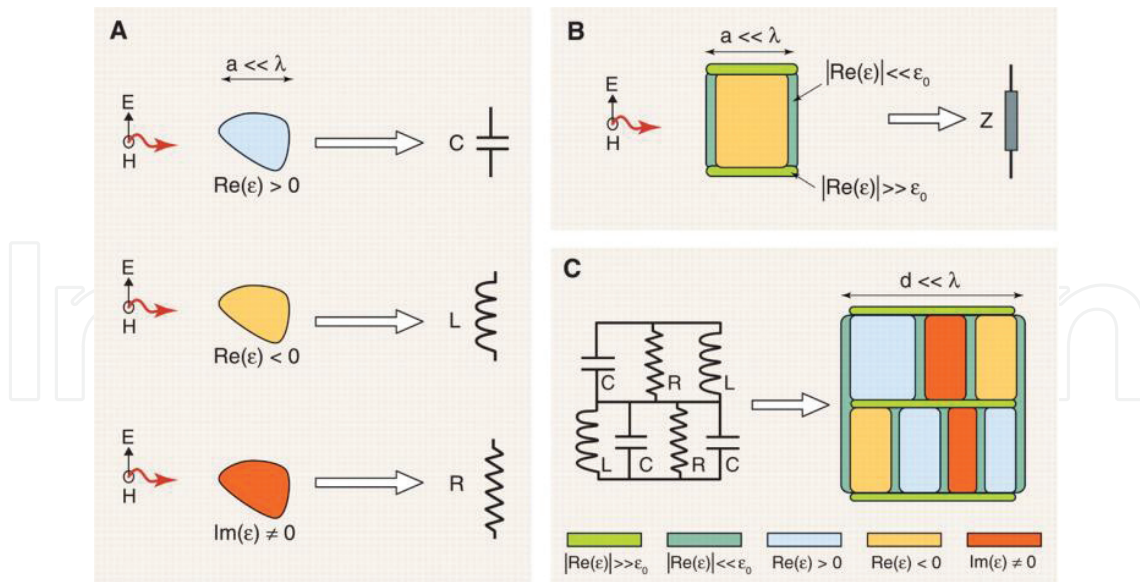 A
a << λ
E
H
Re(ε) > 0
C
E
H
Re(ε) < 0
L
E
H
Im(ε) ≠ 0
R
B
a << λ
E
H
|Re(ε)|<<ε₀
|Re(ε)|>> ε₀
Z
C
d << λ
C R L
L C R C
|Re(ε)|>>ε₀ |Re(ε)|<<ε₀ Re(ε) > 0 Re(ε) < 0 Im(ε) ≠ 0